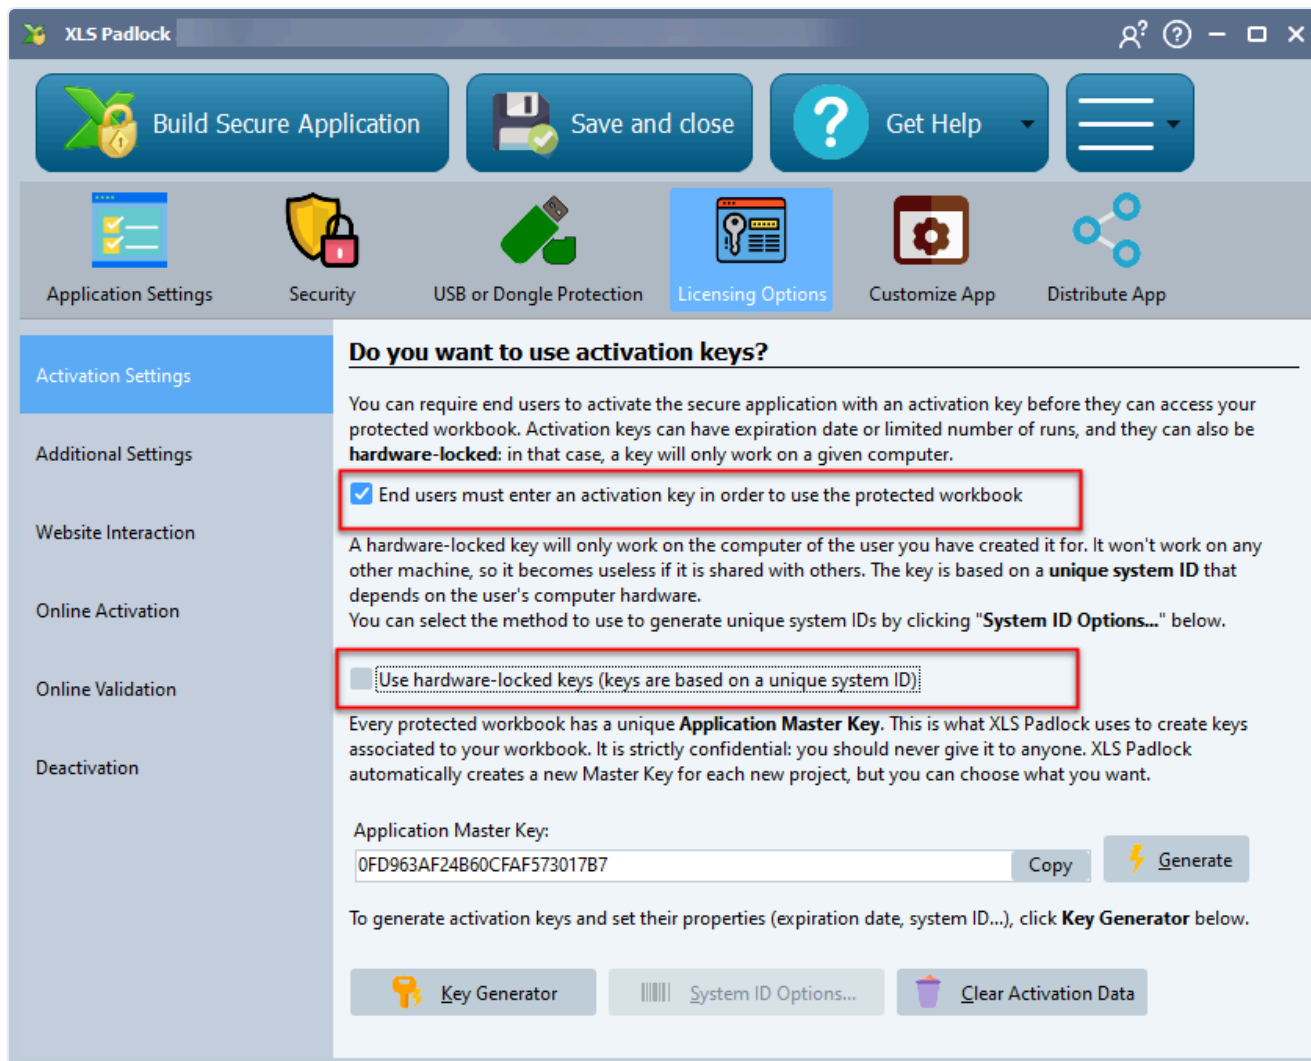 XLS Padlock
Build Secure Application
Save and close
Get Help
Application Settings
Security
USB or Dongle Protection
Licensing Options
Customize App
Distribute App
Activation Settings
Additional Settings
Website Interaction
Online Activation
Online Validation
Deactivation
Do you want to use activation keys?
You can require end users to activate the secure application with an activation key before they can access your
protected workbook. Activation keys can have expiration date or limited number of runs, and they can also be
hardware-locked: in that case, a key will only work on a given computer.
End users must enter an activation key in order to use the protected workbook
A hardware-locked key will only work on the computer of the user you have created it for. It won't work on any
other machine, so it becomes useless if it is shared with others. The key is based on a unique system ID that
depends on the user's computer hardware.
You can select the method to use to generate unique system IDs by clicking "System ID Options..." below.
Use hardware-locked keys (keys are based on a unique system ID)
Every protected workbook has a unique Application Master Key. This is what XLS Padlock uses to create keys
associated to your workbook. It is strictly confidential: you should never give it to anyone. XLS Padlock
automatically creates a new Master Key for each new project, but you can choose what you want.
Application Master Key:
0FD963AF24B60CFAF573017B7
Copy
Generate
To generate activation keys and set their properties (expiration date, system ID...), click Key Generator below.
Key Generator
System ID Options...
Clear Activation Data